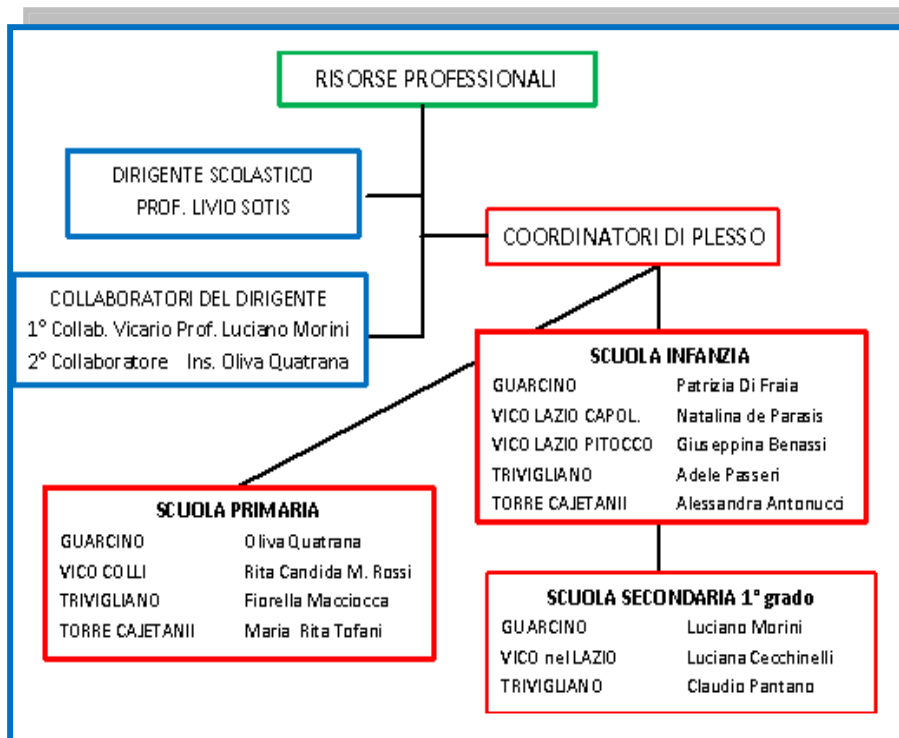 RISORSE PROFESSIONALI
DIRIGENTE SCOLASTICO
PROF. LIVIO SOTIS
COORDINATORI DI PLESSO
COLLABORATORI DEL DIRIGENTE
1° Collab. Vicario Prof. Luciano Morini
2° Collaboratore Ins. Oliva Quatrana
SCUOLA INFANZIA
GUARCINO Patrizia Di Fraia
VICO LAZIO CAPOL. Natalina de Parasis
VICO LAZIO PITOCCO Giuseppina Benassi
TRIVIGLIANO Adele Passeri
TORRE CAJETANII Alessandra Antonucci
SCUOLA PRIMARIA
GUARCINO Oliva Quatrana
VICO COLLI Rita Candida M. Rossi
TRIVIGLIANO Fiorella Macciocca
TORRE CAJETANII Maria Rita Tofani
SCUOLA SECONDARIA 1° grado
GUARCINO Luciano Morini
VICO nel LAZIO Luciana Cecchinelli
TRIVIGLIANO Claudio Pantano